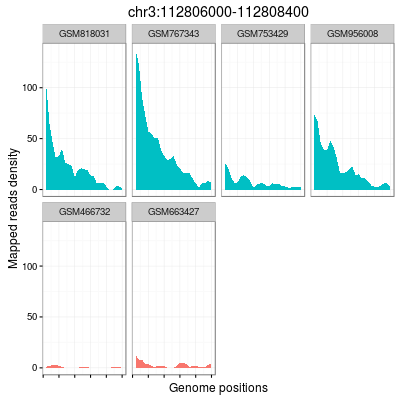 chr3:112806000-112808400
GSM818031 GSM767343 GSM753429 GSM956008
100
50
0
Mapped reads density
GSM466732 GSM663427
100
50
0
Genome positions